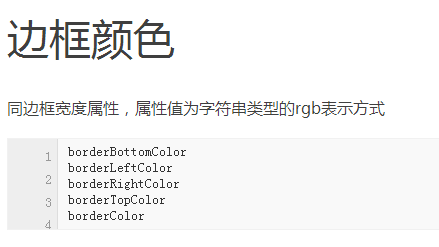 边框颜色
同边框宽度属性，属性值为字符串类型的rgb表示方式
1
2
3
4
borderBottomColor
borderLeftColor
borderRightColor
borderTopColor
borderColor